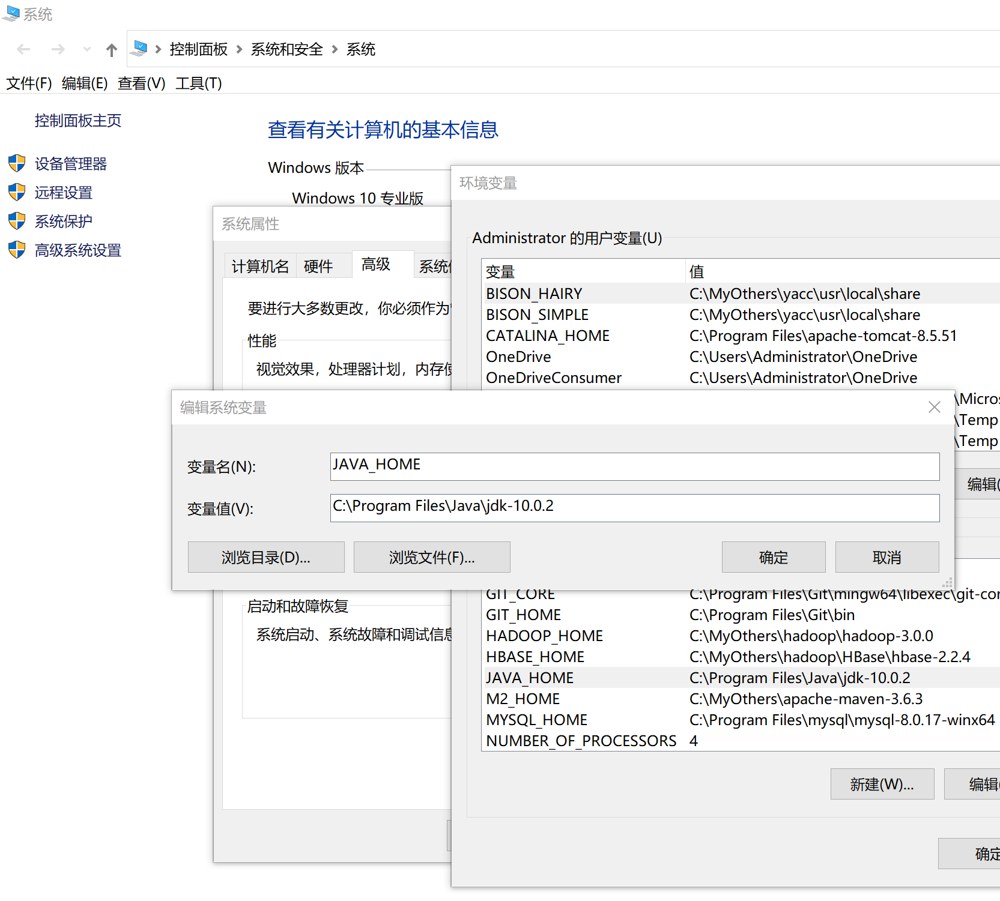 系统
控制面板 系统和安全 系统
文件(F) 编辑(E) 查看(V) 工具(T)
控制面板主页
设备管理器
远程设置
系统保护
高级系统设置
查看有关计算机的基本信息
Windows 版本
Windows 10 专业版
系统属性
计算机名 硬件 高级 系统
要进行大多数更改，你必须作为
性能
视觉效果，处理器计划，内存使
启动和故障恢复
系统启动、系统故障和调试信息
环境变量
Administrator 的用户变量(U)
变量 值
BISON_HAIRY C:\MyOthers\yacc\usr\local\share
BISON_SIMPLE C:\MyOthers\yacc\usr\local\share
CATALINA_HOME C:\Program Files\apache-tomcat-8.5.51
OneDrive C:\Users\Administrator\OneDrive
OneDriveConsumer C:\Users\Administrator\OneDrive
\Micros
\Temp
\Temp
编辑(
编辑系统变量
变量名(N): JAVA_HOME
变量值(V): C:\Program Files\Java\jdk-10.0.2
浏览目录(D)... 浏览文件(F)... 确定 取消
GIT_CORE C:\Program Files\Git\mingw64\libexec\git-cor
GIT_HOME C:\Program Files\Git\bin
HADOOP_HOME C:\MyOthers\hadoop\hadoop-3.0.0
HBASE_HOME C:\MyOthers\hadoop\HBase\hbase-2.2.4
JAVA_HOME C:\Program Files\Java\jdk-10.0.2
M2_HOME C:\MyOthers\apache-maven-3.6.3
MYSQL_HOME C:\Program Files\mysql\mysql-8.0.17-winx64
NUMBER_OF_PROCESSORS 4
新建(W)... 编辑(
确定